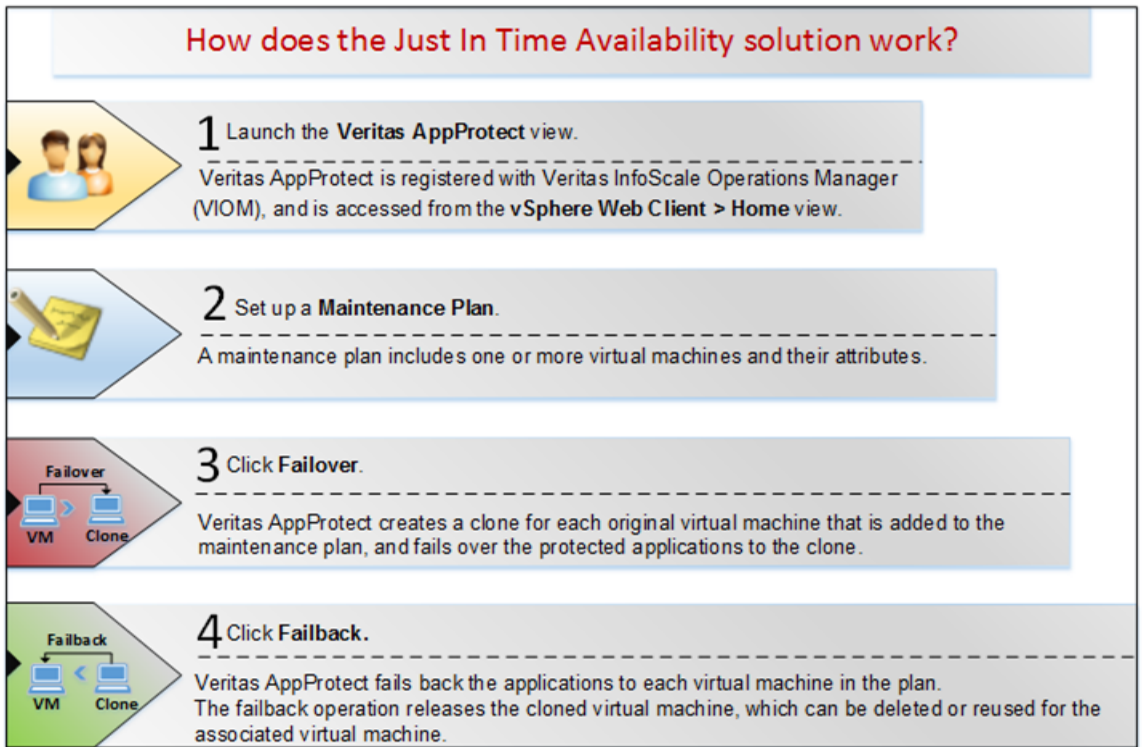 How does the Just In Time Availability solution work?
1 Launch the Veritas AppProtect view.
Veritas AppProtect is registered with Veritas InfoScale Operations Manager
(VIOM), and is accessed from the vSphere Web Client > Home view.
2 Set up a Maintenance Plan.
A maintenance plan includes one or more virtual machines and their attributes.
Failover
VM Clone
3 Click Failover.
Veritas AppProtect creates a clone for each original virtual machine that is added to the
maintenance plan, and fails over the protected applications to the clone.
Failback
VM Clone
4 Click Failback.
Veritas AppProtect fails back the applications to each virtual machine in the plan.
The failback operation releases the cloned virtual machine, which can be deleted or reused for the
associated virtual machine.